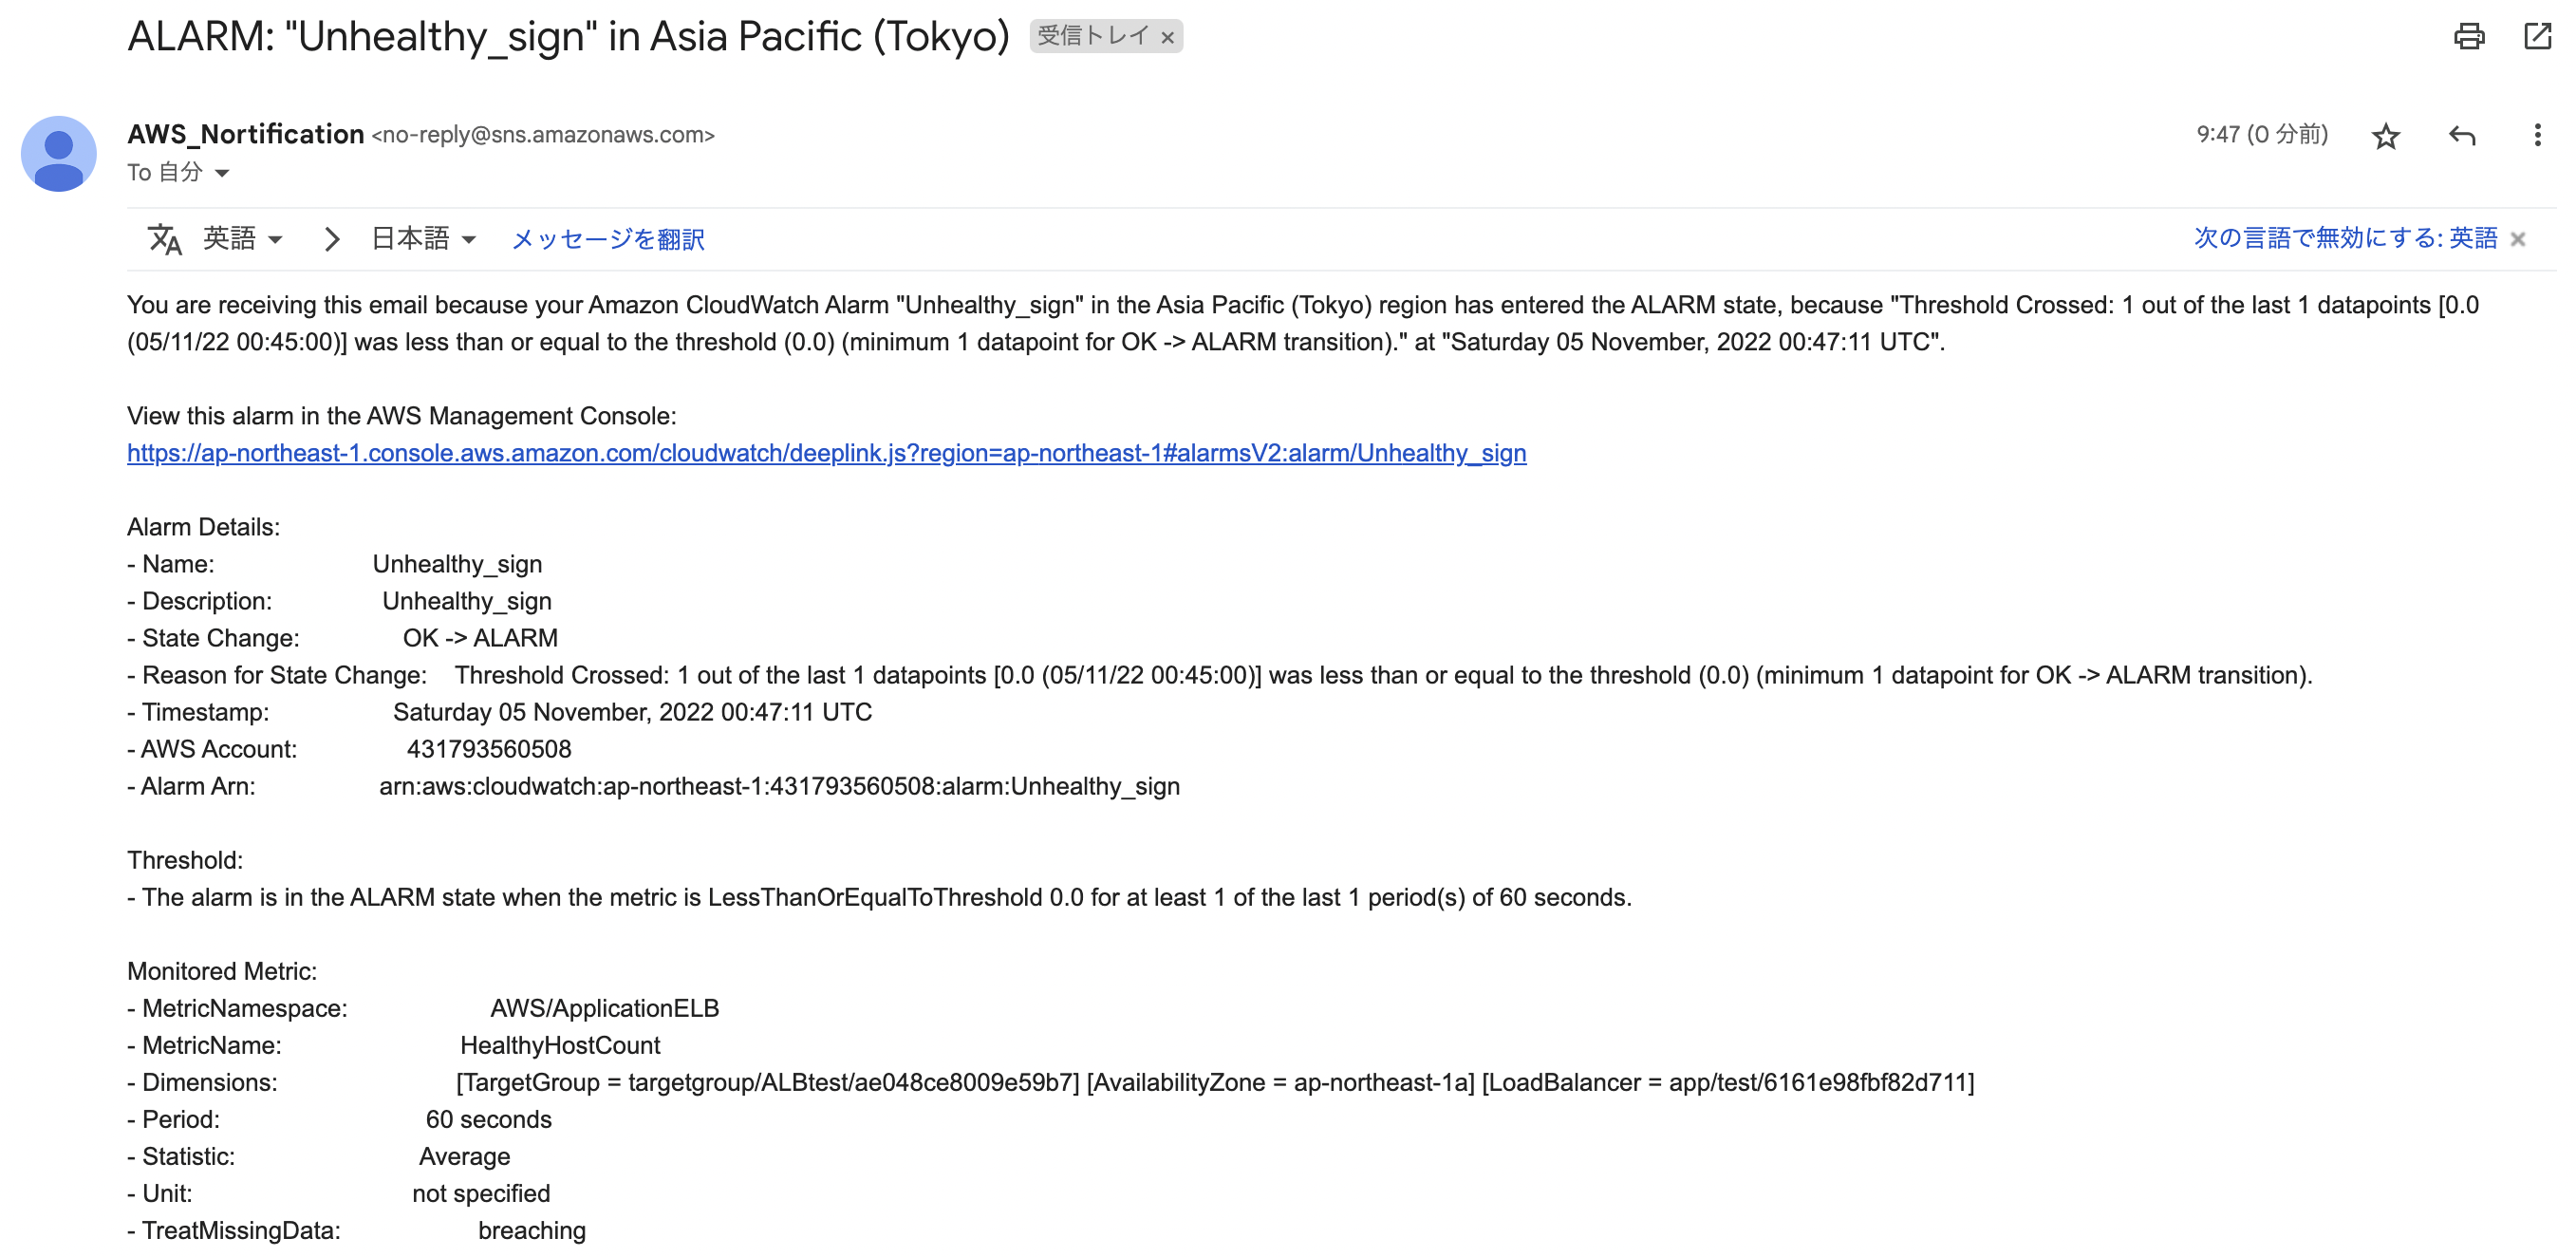 ALARM: "Unhealthy_sign" in Asia Pacific (Tokyo) 受信トレイ ×
AWS_Nortification <no-reply@sns.amazonaws.com> 9:47 (0 分前)
To 自分
英語 日本語 メッセージを翻訳 次の言語で無効にする: 英語 ×
You are receiving this email because your Amazon CloudWatch Alarm "Unhealthy_sign" in the Asia Pacific (Tokyo) region has entered the ALARM state, because "Threshold Crossed: 1 out of the last 1 datapoints [0.0
(05/11/22 00:45:00)] was less than or equal to the threshold (0.0) (minimum 1 datapoint for OK -> ALARM transition)." at "Saturday 05 November, 2022 00:47:11 UTC".
View this alarm in the AWS Management Console:
https://ap-northeast-1.console.aws.amazon.com/cloudwatch/deeplink.js?region=ap-northeast-1#alarmsV2:alarm/Unhealthy_sign
Alarm Details:
- Name: Unhealthy_sign
- Description: Unhealthy_sign
- State Change: OK -> ALARM
- Reason for State Change: Threshold Crossed: 1 out of the last 1 datapoints [0.0 (05/11/22 00:45:00)] was less than or equal to the threshold (0.0) (minimum 1 datapoint for OK -> ALARM transition).
- Timestamp: Saturday 05 November, 2022 00:47:11 UTC
- AWS Account: 431793560508
- Alarm Arn: arn:aws:cloudwatch:ap-northeast-1:431793560508:alarm:Unhealthy_sign
Threshold:
- The alarm is in the ALARM state when the metric is LessThanOrEqualToThreshold 0.0 for at least 1 of the last 1 period(s) of 60 seconds.
Monitored Metric:
- MetricNamespace: AWS/ApplicationELB
- MetricName: HealthyHostCount
- Dimensions: [TargetGroup = targetgroup/ALBtest/ae048ce8009e59b7] [AvailabilityZone = ap-northeast-1a] [LoadBalancer = app/test/6161e98fbf82d711]
- Period: 60 seconds
- Statistic: Average
- Unit: not specified
- TreatMissingData: breaching